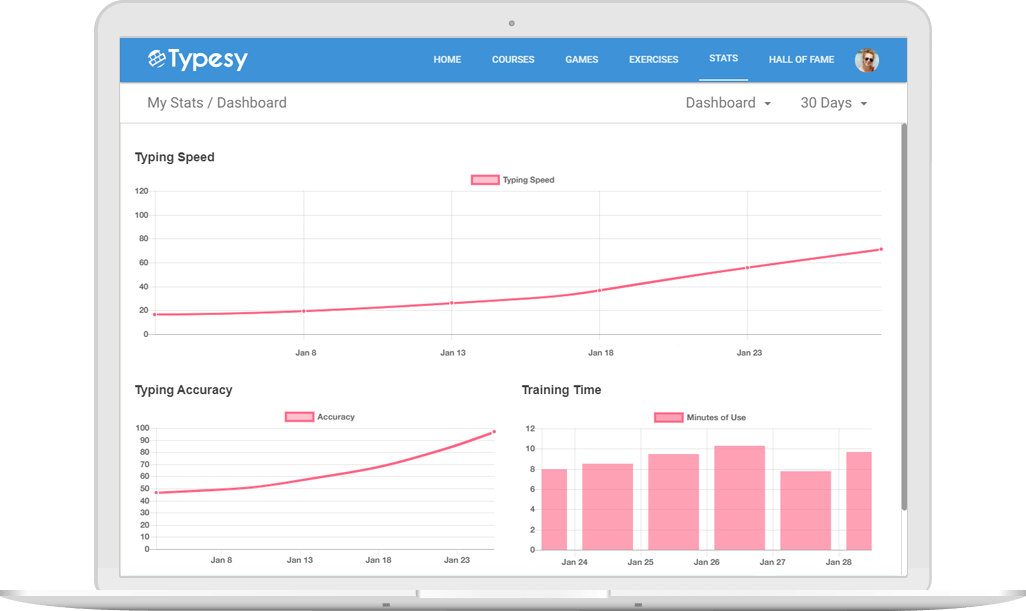 Typesy
HOME COURSES GAMES EXERCISES STATS HALL OF FAME
My Stats / Dashboard Dashboard 30 Days
Typing Speed
Typing Speed
120
100
80
60
40
20
0
Jan 8 Jan 13 Jan 18 Jan 23
Typing Accuracy
Accuracy
100
90
80
70
60
50
40
30
20
10
0
Jan 8 Jan 13 Jan 18 Jan 23
Training Time
Minutes of Use
12
10
8
6
4
2
0
Jan 24 Jan 25 Jan 26 Jan 27 Jan 28